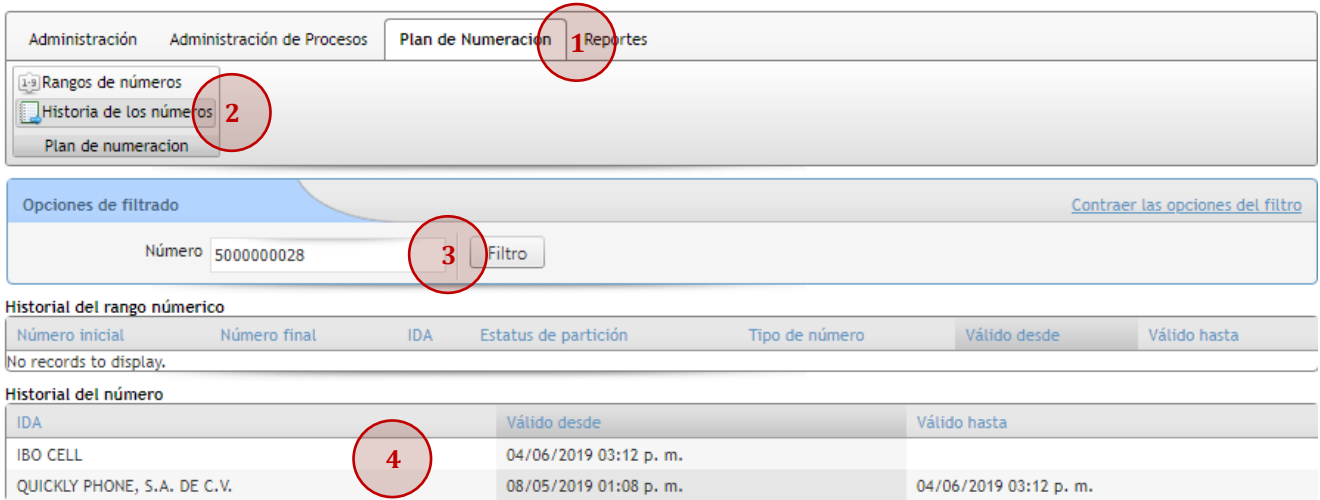 Administración Administración de Procesos Plan de Numeración 1 Reportes
1-9 Rangos de números
Historia de los números 2
Plan de numeracion
Opciones de filtrado Contraer las opciones del filtro
Número 5000000028 3 Filtro
Historial del rango númerico
Número inicial Número final IDA Estatus de partición Tipo de número Válido desde Válido hasta
No records to display.
Historial del número
IDA Válido desde Válido hasta
IBO CELL 4 04/06/2019 03:12 p. m.
QUICKLY PHONE, S.A. DE C.V. 08/05/2019 01:08 p. m. 04/06/2019 03:12 p. m.